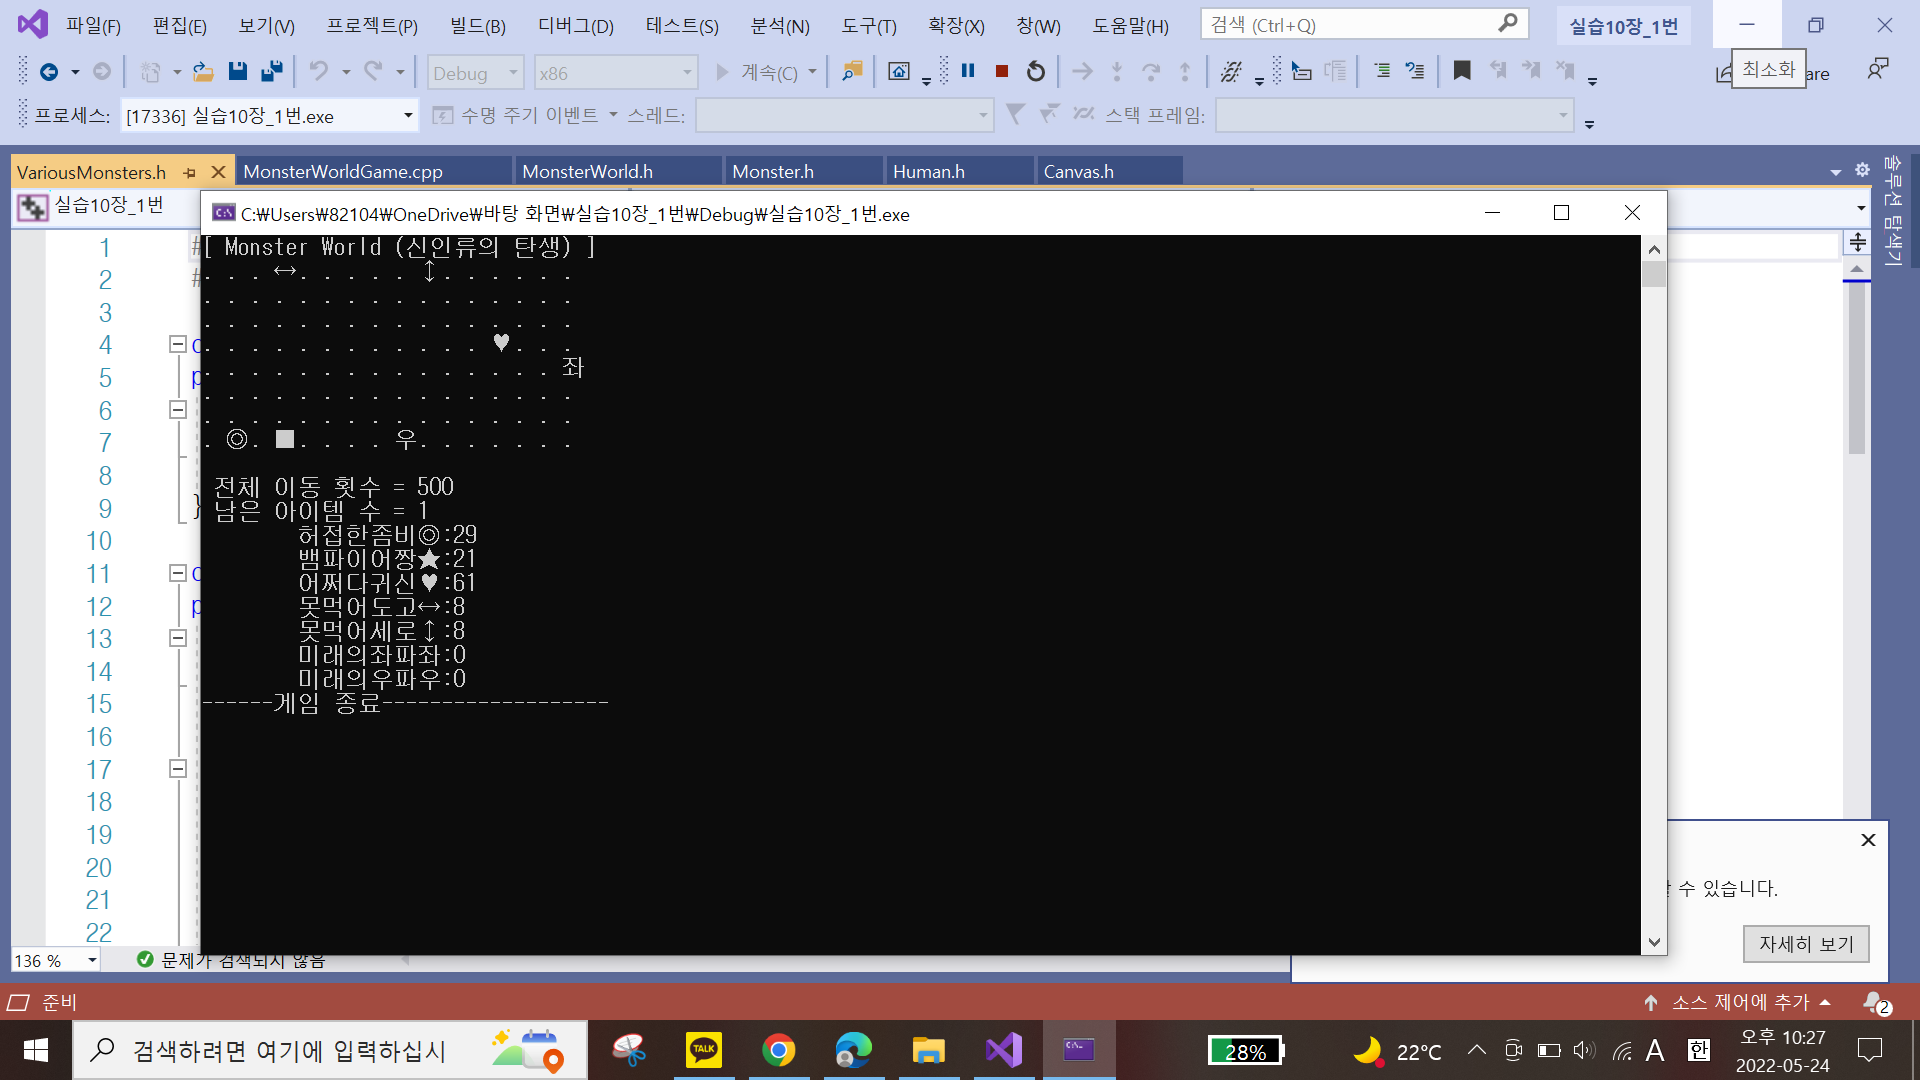 파일(F) 편집(E) 보기(V) 프로젝트(P) 빌드(B) 디버그(D) 테스트(S) 분석(N) 도구(T) 확장(X) 창(W) 도움말(H) 검색 (Ctrl+Q) 실습10장_1번
Debug x86 계속(C) 최소화 are
프로세스: [17336] 실습10장_1번.exe 수명 주기 이벤트 스레드: 스택 프레임:
VariousMonsters.h MonsterWorldGame.cpp MonsterWorld.h Monster.h Human.h Canvas.h
솔루션 탐색기
실습10장_1번
C:₩Users₩82104₩OneDrive₩바탕 화면₩실습10장_1번₩Debug₩실습10장_1번.exe
[ Monster World (신인류의 탄생) ]
. . . ↔ . . . . . ↕ . . . . . .
. . . . . . . . . . . . . . . .
. . . . . . . . . . . . . . . .
. . . . . . . . . . . . ♥ . . .
. . . . . . . . . . . . . . . 좌
. . . . . . . . . . . . . . . .
. . . . . . . . . . . . . . . .
. ◎ . ■ . . . . 우 . . . . . . .
전체 이동 횟수 = 500
남은 아이템 수 = 1
허접한좀비◎:29
뱀파이어짱★:21
어쩌다귀신♥:61
못먹어도고↔:8
못먹어세로↕:8
미래의좌파좌:0
미래의우파우:0
------게임 종료-------------------
1 #
2 #
3
4
5 p
6
7
8
9 }
10
11
12 p
13
14
15
16
17
18
19
20
21
22
수 있습니다.
자세히 보기
136 % 문제가 검색되지 않음
준비 소스 제어에 추가 2
검색하려면 여기에 입력하십시 TALK 28% 22°C A 한 오후 10:27
2022-05-24